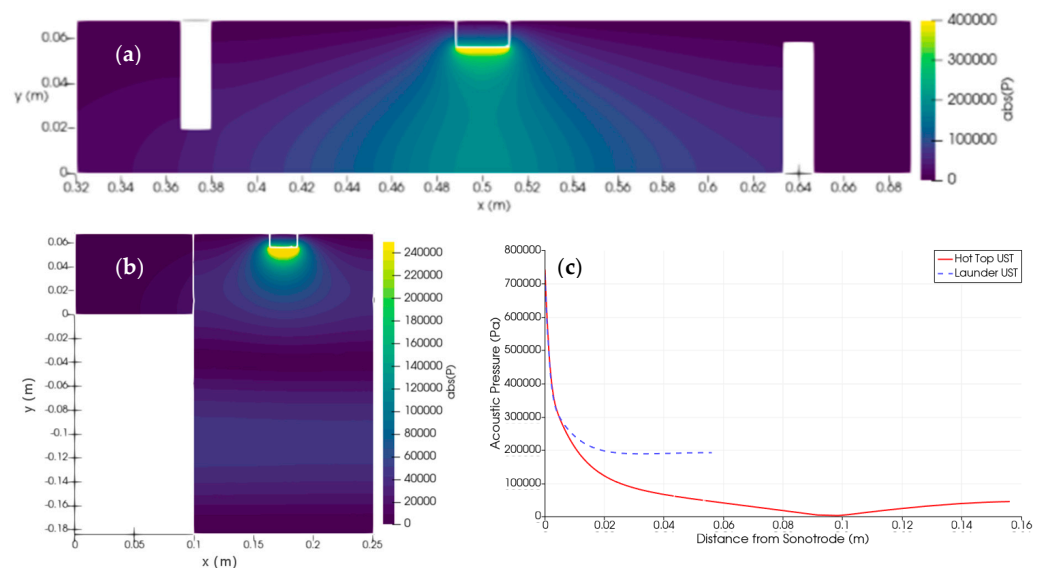 (a)
0.06
0.04
y (m)
0.02
0
0.32 0.34 0.36 0.38 0.4 0.42 0.44 0.46 0.48 0.5 0.52 0.54 0.56 0.58 0.6 0.62 0.64 0.66 0.68
x (m)
400000
300000
200000
100000
0
abs(P)
(b)
0.06
0.04
0.02
0
-0.02
-0.04
-0.06
-0.08
-0.1
-0.12
-0.14
-0.16
-0.18
y (m)
0 0.05 0.1 0.15 0.2 0.25
x (m)
240000
220000
200000
180000
160000
140000
120000
100000
80000
60000
40000
20000
0
abs(P)
(c)
Hot Top UST
Launder UST
800000
700000
600000
500000
400000
300000
200000
100000
0
Acoustic Pressure (Pa)
0 0.02 0.04 0.06 0.08 0.1 0.12 0.14 0.16
Distance from Sonotrode (m)